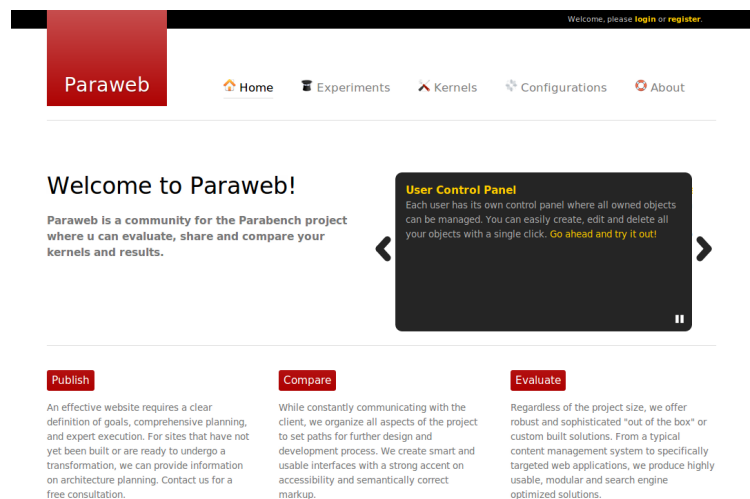 Welcome, please login or register.
Paraweb
Home
Experiments
Kernels
Configurations
About
Welcome to Paraweb!
Paraweb is a community for the Parabench project
where u can evaluate, share and compare your
kernels and results.
User Control Panel
Each user has its own control panel where all owned objects
can be managed. You can easily create, edit and delete all
your objects with a single click. Go ahead and try it out!
Publish
An effective website requires a clear
definition of goals, comprehensive planning,
and expert execution. For sites that have not
yet been built or are ready to undergo a
transformation, we can provide information
on architecture planning. Contact us for a
free consultation.
Compare
While constantly communicating with the
client, we organize all aspects of the project
to set paths for further design and
development process. We create smart and
usable interfaces with a strong accent on
accessibility and semantically correct
markup.
Evaluate
Regardless of the project size, we offer
robust and sophisticated "out of the box" or
custom built solutions. From a typical
content management system to specifically
targeted web applications, we produce highly
usable, modular and search engine
optimized solutions.